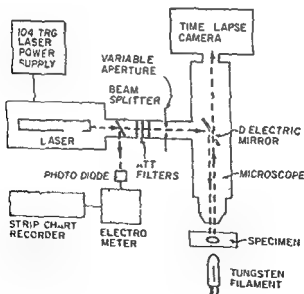 104 TRG
LASER
POWER
SUPPLY
TIME LAPSE
CAMERA
VARIABLE
APERTURE
BEAM
SPLITTER
LASER
D ELECTRIC
MIRROR
ATT
FILTERS
PHOTO DIODE
MICROSCOPE
STRIP CHART
RECORDER
ELECTRO
METER
SPECIMEN
TUNGSTEN
FILAMENT